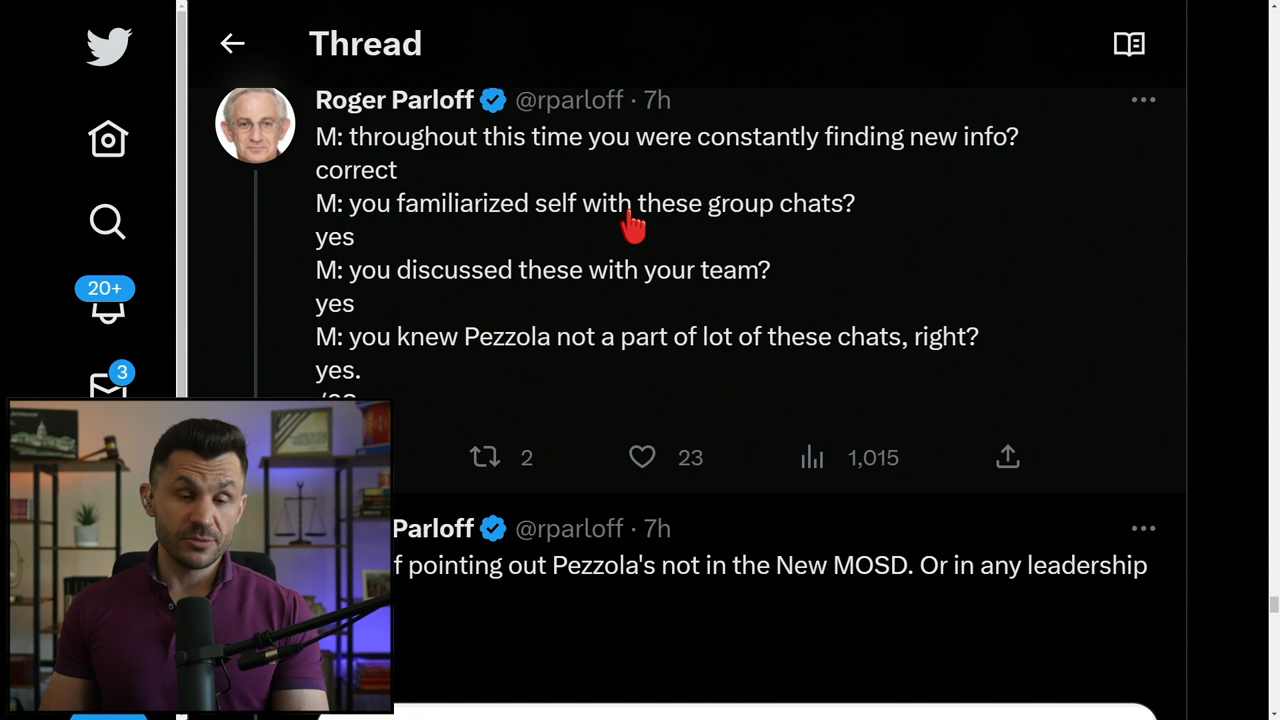 Thread
Roger Parloff @rparloff · 7h
M: throughout this time you were constantly finding new info?
correct
M: you familiarized self with these group chats?
yes
M: you discussed these with your team?
yes
M: you knew Pezzola not a part of lot of these chats, right?
yes.
20+
3
2 23 1,015
Parloff @rparloff · 7h
f pointing out Pezzola's not in the New MOSD. Or in any leadership